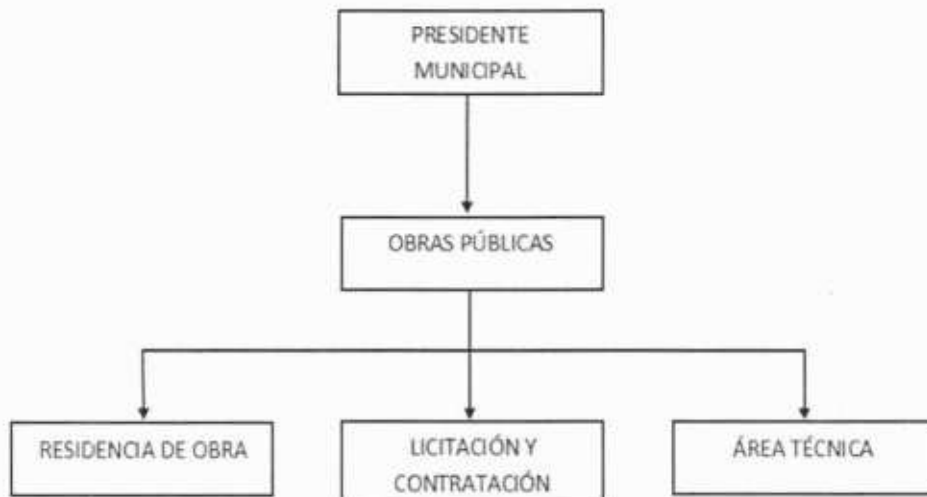 PRESIDENTE
MUNICIPAL
OBRAS PÚBLICAS
RESIDENCIA DE OBRA
LICITACIÓN Y
CONTRATACIÓN
ÁREA TÉCNICA